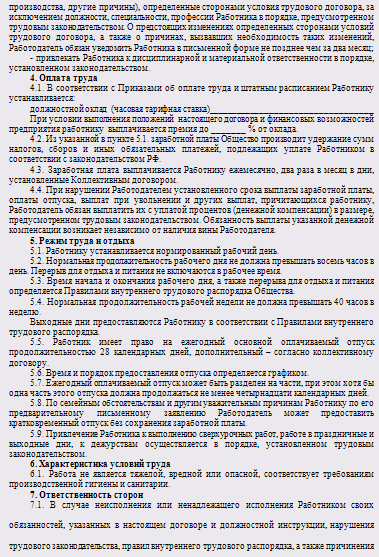 производства, другие причины), определенные сторонами условия трудового договора, за
исключением должности, специальности, профессии Работника в порядке, предусмотренном
трудовым законодательством. О предстоящих изменениях определенных сторонами условий
трудового договора, а также о причинах, вызвавших необходимость таких изменений,
Работодатель обязан уведомить Работника в письменной форме не позднее чем за два месяца;
- привлекать Работника к дисциплинарной и материальной ответственности в порядке,
установленном законодательством.
4. Оплата труда
4.1. В соответствии с Приказами об оплате труда и штатным расписанием Работнику
устанавливается:
должностной оклад (часовая тарифная ставка)____________________
При условии выполнения положений настоящего договора и финансовых возможностей
предприятия работнику выплачивается премия до ________ % от оклада.
4.2. Из указанной в пункте 5.1. заработной платы Общество производит удержание сумм
налогов, сборов и иных обязательных платежей, подлежащих уплате Работником в
соответствии с законодательством РФ.
4.3. Заработная плата выплачивается Работнику ежемесячно, два раза в месяц в дни,
установленные Коллективным договором.
4.4. При нарушении Работодателем установленного срока выплаты заработной платы,
оплаты отпуска, выплат при увольнении и других выплат, причитающихся работнику,
Работодатель обязан выплатить их с уплатой процентов (денежной компенсации) в размере,
предусмотренном трудовым законодательством. Обязанность выплаты указанной денежной
компенсации возникает независимо от наличия вины Работодателя.
5. Режим труда и отдыха
5.1. Работнику устанавливается нормированный рабочий день.
5.2. Нормальная продолжительность рабочего дня не должна превышать восемь часов в
день. Перерыв для отдыха и питания не включаются в рабочее время.
5.3. Время начала и окончания рабочего дня, а также перерыва для отдыха и питания
определяется Правилами внутреннего трудового распорядка Общества.
5.4. Нормальная продолжительность рабочей недели не должна превышать 40 часов в
неделю.
Выходные дни предоставляются Работнику в соответствии с Правилами внутреннего
трудового распорядка.
5.5. Работник имеет право на ежегодный основной оплачиваемый отпуск
продолжительностью 28 календарных дней, дополнительный – согласно коллективному
договору.
5.6. Время и порядок предоставления отпуска определяется графиком.
5.7. Ежегодный оплачиваемый отпуск может быть разделен на части, при этом хотя бы
одна часть этого отпуска должна продолжаться не менее четырнадцати календарных дней.
5.8. По семейным обстоятельствам и другим уважительным причинам Работнику по его
предварительному письменному заявлению Работодатель может предоставить
кратковременный отпуск без сохранения заработной платы.
5.9. Привлечение Работника к выполнению сверхурочных работ, работе в праздничные и
выходные дни, к дежурствам осуществляется в порядке, установленном трудовым
законодательством.
6. Характеристика условий труда
6.1. Работа не является тяжелой, вредной или опасной, соответствует требованиям
производственной гигиены и санитарии.
7. Ответственность сторон
7.1. В случае неисполнения или ненадлежащего исполнения Работником своих
обязанностей, указанных в настоящем договоре и должностной инструкции, нарушения
трудового законодательства, правил внутреннего трудового распорядка, а также причинения